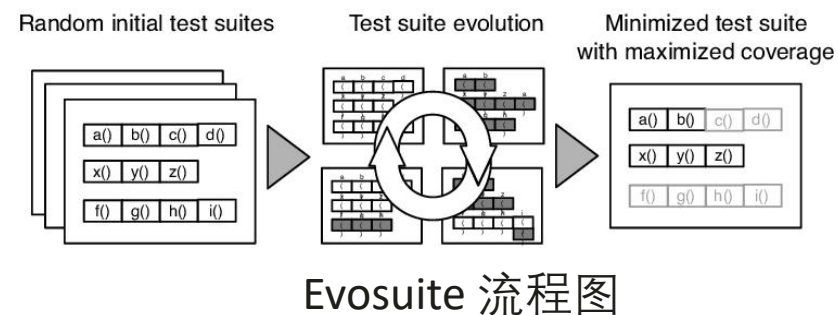 Random initial test suites
Test suite evolution
Minimized test suite
with maximized coverage
a() b() c() d()
x() y() z()
f() g() h() i()
a() b() c() d()
x() y() z()
f() g() h() i()
Evosuite 流程图